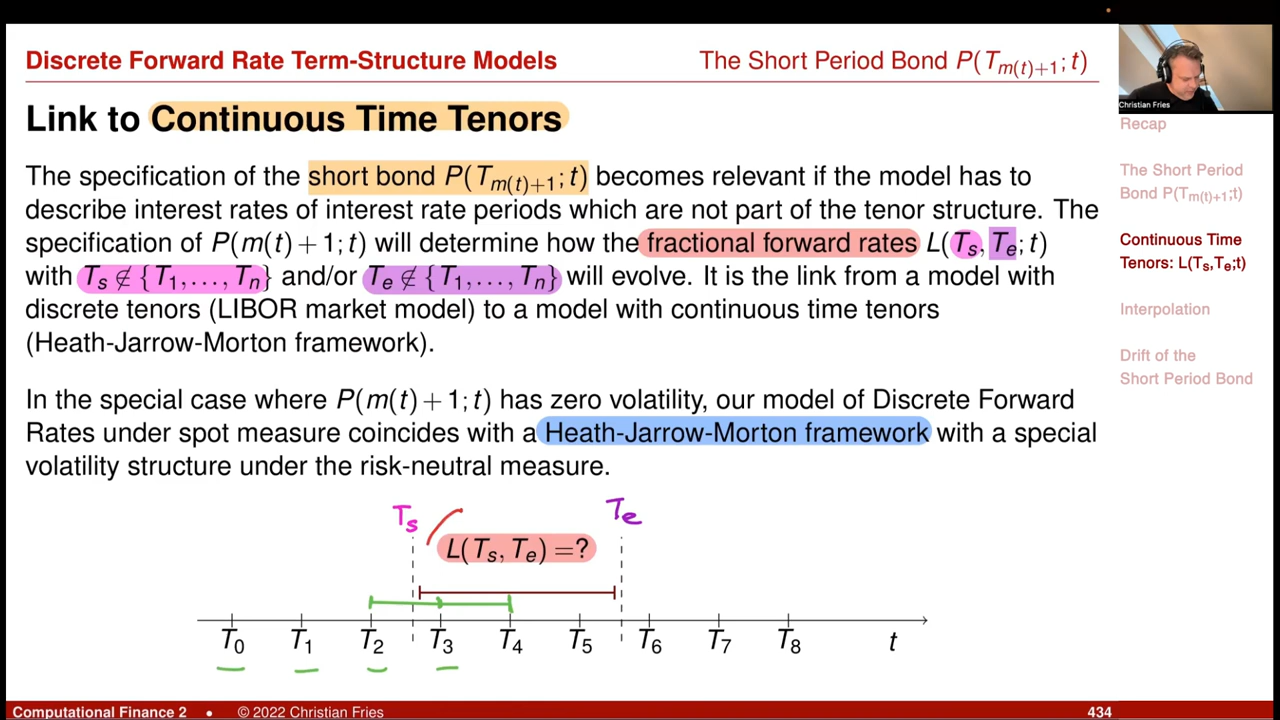 Discrete Forward Rate Term-Structure Models
The Short Period Bond P(T_{m(t)+1}; t)
Christian Fries
Link to Continuous Time Tenors
The specification of the short bond P(T_{m(t)+1}; t) becomes relevant if the model has to
describe interest rates of interest rate periods which are not part of the tenor structure. The
specification of P(m(t) + 1; t) will determine how the fractional forward rates L(T_s, T_e; t)
with T_s ∉ {T_1, . . . , T_n} and/or T_e ∉ {T_1, . . . , T_n} will evolve. It is the link from a model with
discrete tenors (LIBOR market model) to a model with continuous time tenors
(Heath-Jarrow-Morton framework).
In the special case where P(m(t) + 1; t) has zero volatility, our model of Discrete Forward
Rates under spot measure coincides with a Heath-Jarrow-Morton framework with a special
volatility structure under the risk-neutral measure.
T_s
T_e
L(T_s, T_e) =?
T_0 T_1 T_2 T_3 T_4 T_5 T_6 T_7 T_8 t
Recap
The Short Period
Bond P(T_{m(t)+1};t)
Continuous Time
Tenors: L(T_s,T_e;t)
Interpolation
Drift of the
Short Period Bond
Computational Finance 2 • © 2022 Christian Fries
434